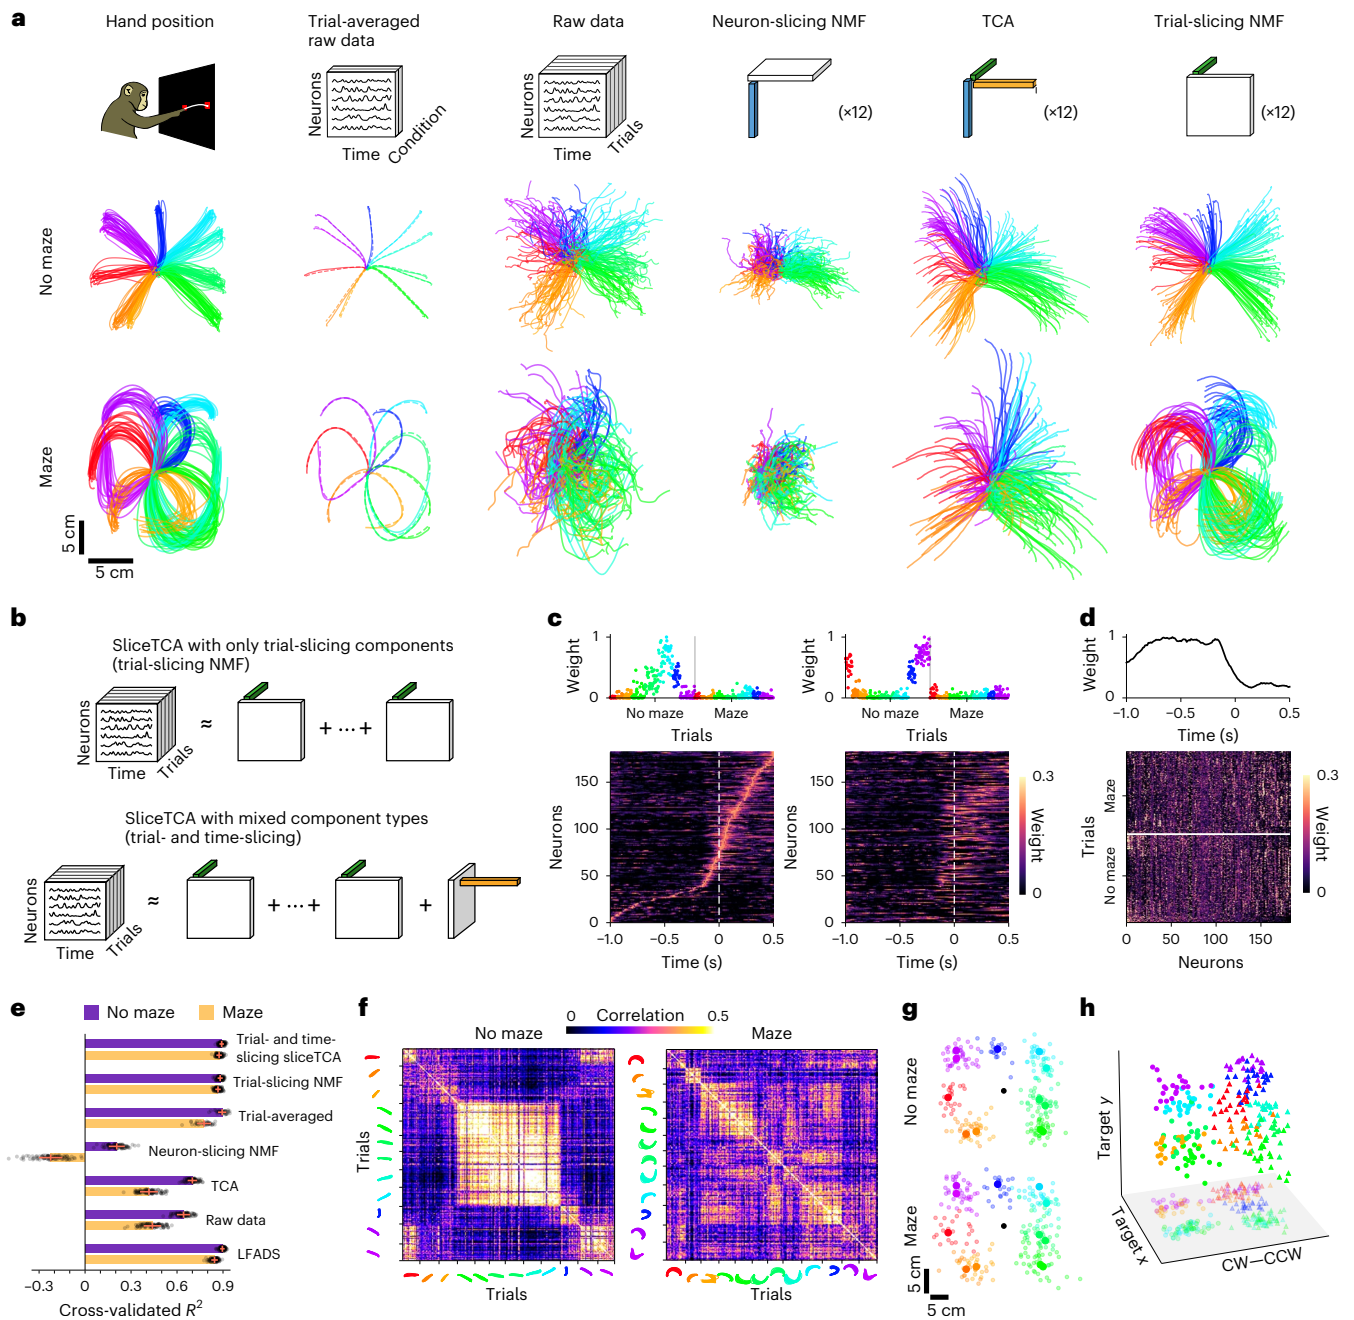 a
Hand position
Trial-averaged
raw data
Raw data
Neuron-slicing NMF
TCA
Trial-slicing NMF
Neurons
Time
Condition
Neurons
Time
Trials
(×12)
(×12)
(×12)
No maze
Maze
5 cm
5 cm
b
SliceTCA with only trial-slicing components
(trial-slicing NMF)
Neurons
Time
Trials
≈
+ ... +
SliceTCA with mixed component types
(trial- and time-slicing)
Neurons
Time
Trials
≈
+ ... +
+
c
Weight
1
0
No maze
Maze
Trials
Weight
1
0
No maze
Maze
Trials
Neurons
150
100
50
0
−1.0
−0.5
0
0.5
Time (s)
Neurons
150
100
50
0
−1.0
−0.5
0
0.5
Time (s)
0.3
Weight
0
d
Weight
1
0
−1.0
−0.5
0
0.5
Time (s)
Trials
Maze
No maze
0
50
100
150
Neurons
0.3
Weight
0
e
No maze
Maze
Trial- and time-
slicing sliceTCA
Trial-slicing NMF
Trial-averaged
Neuron-slicing NMF
TCA
Raw data
LFADS
−0.3
0
0.3
0.6
0.9
Cross-validated R²
f
0
Correlation
0.5
No maze
Maze
Trials
Trials
Trials
g
No maze
Maze
5 cm
5 cm
h
Target y
Target x
CW—CCW